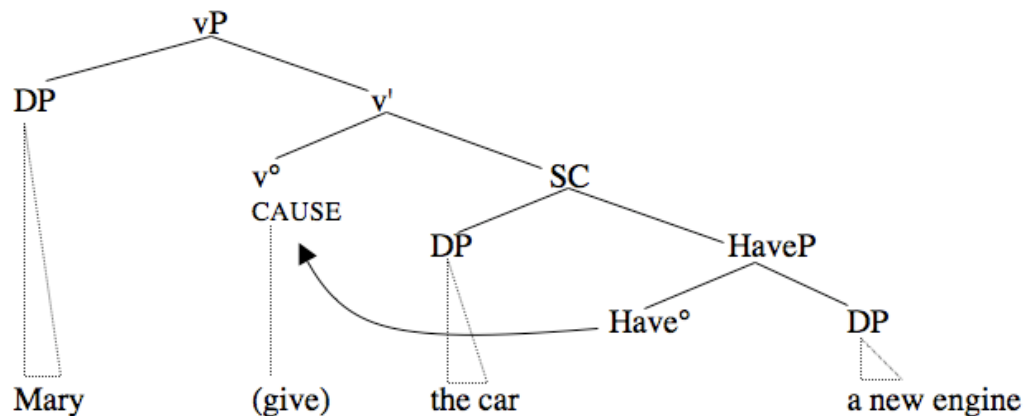 vP
DP
v'
v°
SC
CAUSE
DP
HaveP
Have°
DP
Mary
(give)
the car
a new engine